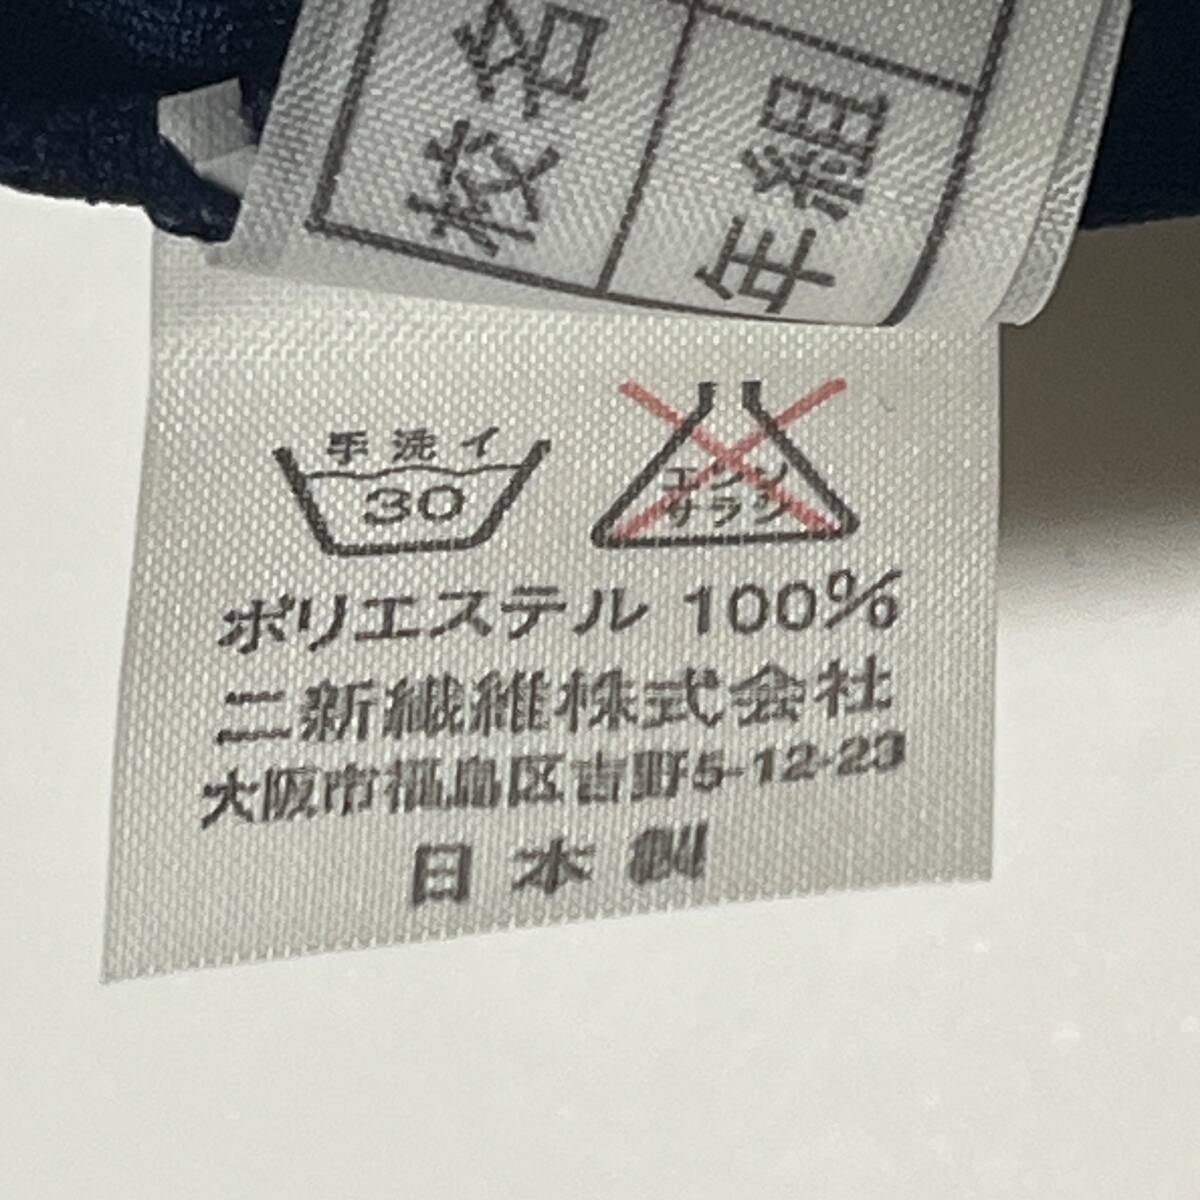 校名
年組
手洗イ
30
エンソ
サラシ
ポリエステル 100%
二新繊維株式会社
大阪市福島区吉野5-12-23
日本製